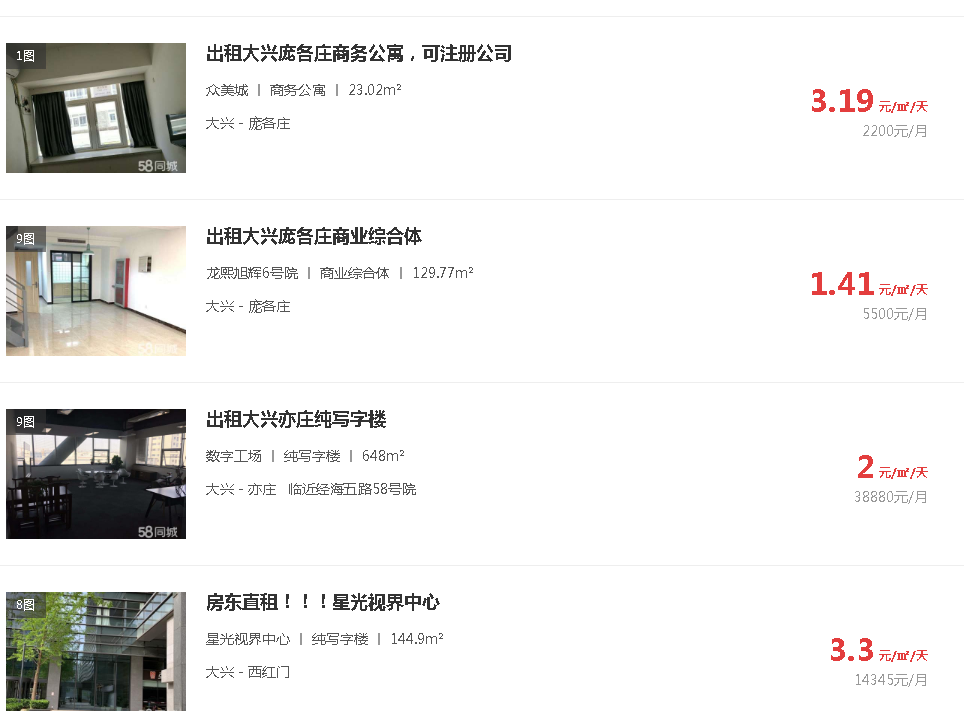 1图
出租大兴庞各庄商务公寓，可注册公司
众美城 | 商务公寓 | 23.02m²
大兴 - 庞各庄
3.19 元/㎡/天
2200元/月
58同城
9图
出租大兴庞各庄商业综合体
龙熙旭辉6号院 | 商业综合体 | 129.77m²
大兴 - 庞各庄
1.41 元/㎡/天
5500元/月
58同城
9图
出租大兴亦庄纯写字楼
数字工场 | 纯写字楼 | 648m²
大兴 - 亦庄 临近经海五路58号院
2 元/㎡/天
38880元/月
58同城
8图
房东直租！！！星光视界中心
星光视界中心 | 纯写字楼 | 144.9m²
大兴 - 西红门
3.3 元/㎡/天
14345元/月